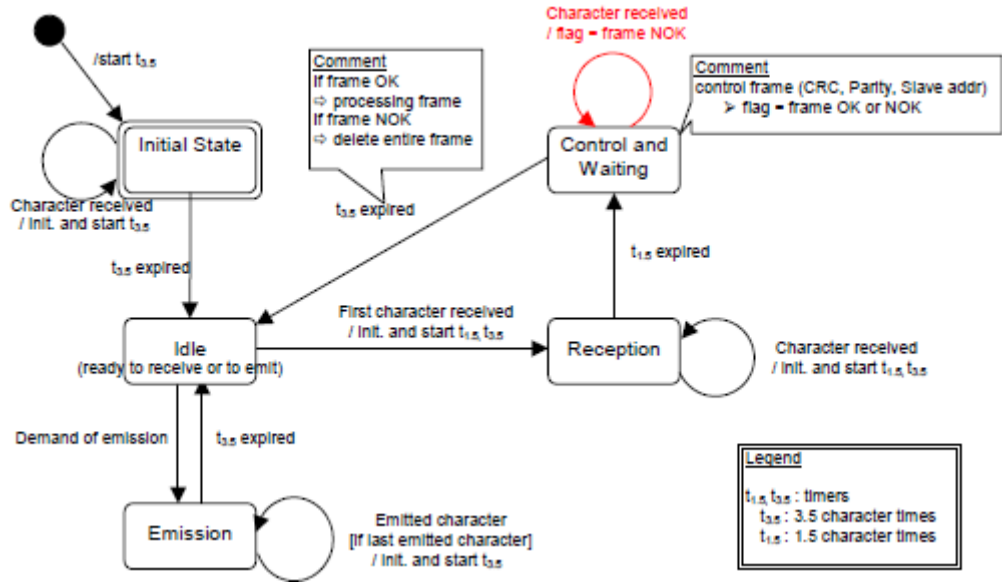 Character received
/ flag = frame NOK
/start t3.5
Comment
If frame OK
⇨ processing frame
If frame NOK
⇨ delete entire frame
Comment
control frame (CRC, Parity, Slave addr)
➢ flag = frame OK or NOK
Initial State
Control and
Waiting
Character received
/ Init. and start t3.5
t3.5 expired
t3.5 expired
t1.5 expired
First character received
/ Init. and start t1.5, t3.5
Idle
(ready to receive or to emit)
Reception
Character received
/ Init. and start t1.5, t3.5
Demand of emission
t3.5 expired
Emission
Emitted character
[if last emitted character]
/ Init. and start t3.5
Legend
t1.5, t3.5 : timers
t3.5 : 3.5 character times
t1.5 : 1.5 character times